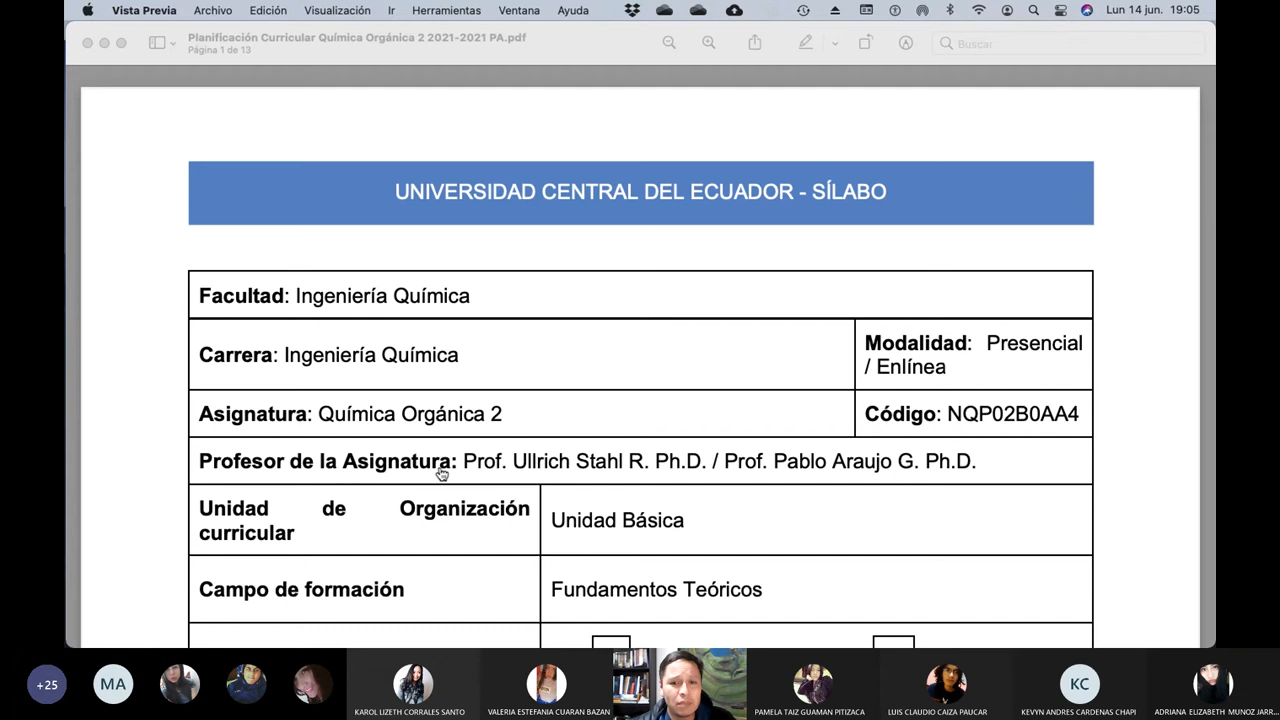 Vista Previa Archivo Edición Visualización Ir Herramientas Ventana Ayuda Lun 14 jun. 19:05
Planificación Curricular Química Orgánica 2 2021-2021 PA.pdf
Página 1 de 13
Buscar
UNIVERSIDAD CENTRAL DEL ECUADOR - SÍLABO
Facultad: Ingeniería Química
Carrera: Ingeniería Química
Modalidad: Presencial
/ Enlínea
Asignatura: Química Orgánica 2
Código: NQP02B0AA4
Profesor de la Asignatura: Prof. Ullrich Stahl R. Ph.D. / Prof. Pablo Araujo G. Ph.D.
Unidad de Organización
curricular
Unidad Básica
Campo de formación
Fundamentos Teóricos
+25
MA
KC
KAROL LIZETH CORRALES SANTO
VALERIA ESTEFANIA CUARAN BAZAN
PAMELA TAIZ GUAMAN PITIZACA
LUIS CLAUDIO CAIZA PAUCAR
KEVYN ANDRES CARDENAS CHAPI
ADRIANA ELIZABETH MUNOZ JARR...